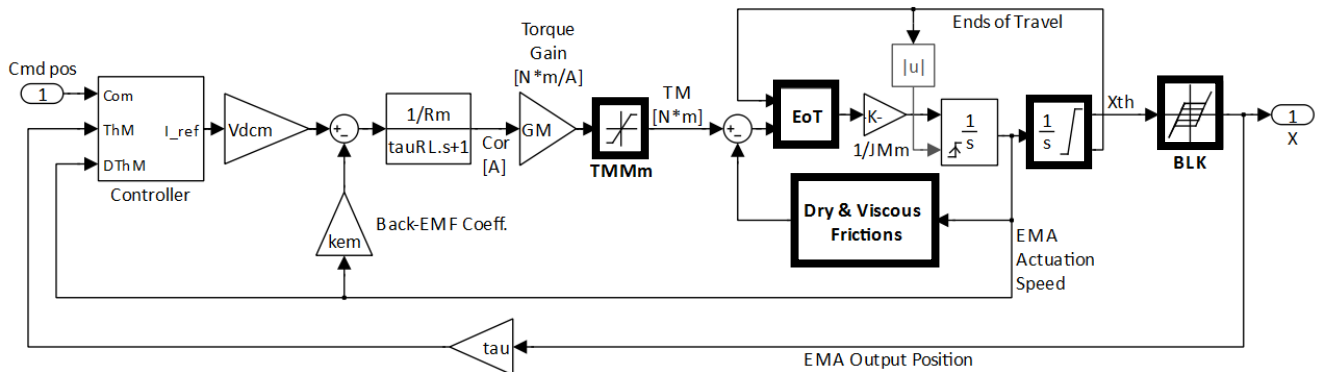 Ends of Travel
Torque
Gain
[N*m/A]
Cmd pos
1
Com
ThM
DThM
I_ref
Controller
Vdcm
+
-
1/Rm
tauRL.s+1
Cor
[A]
GM
TMMm
TM
[N*m]
+
-
EoT
|u|
K-
1/JMm
1
s
1
s
Xth
BLK
1
X
Dry & Viscous
Frictions
kem
Back-EMF Coeff.
EMA
Actuation
Speed
tau
EMA Output Position